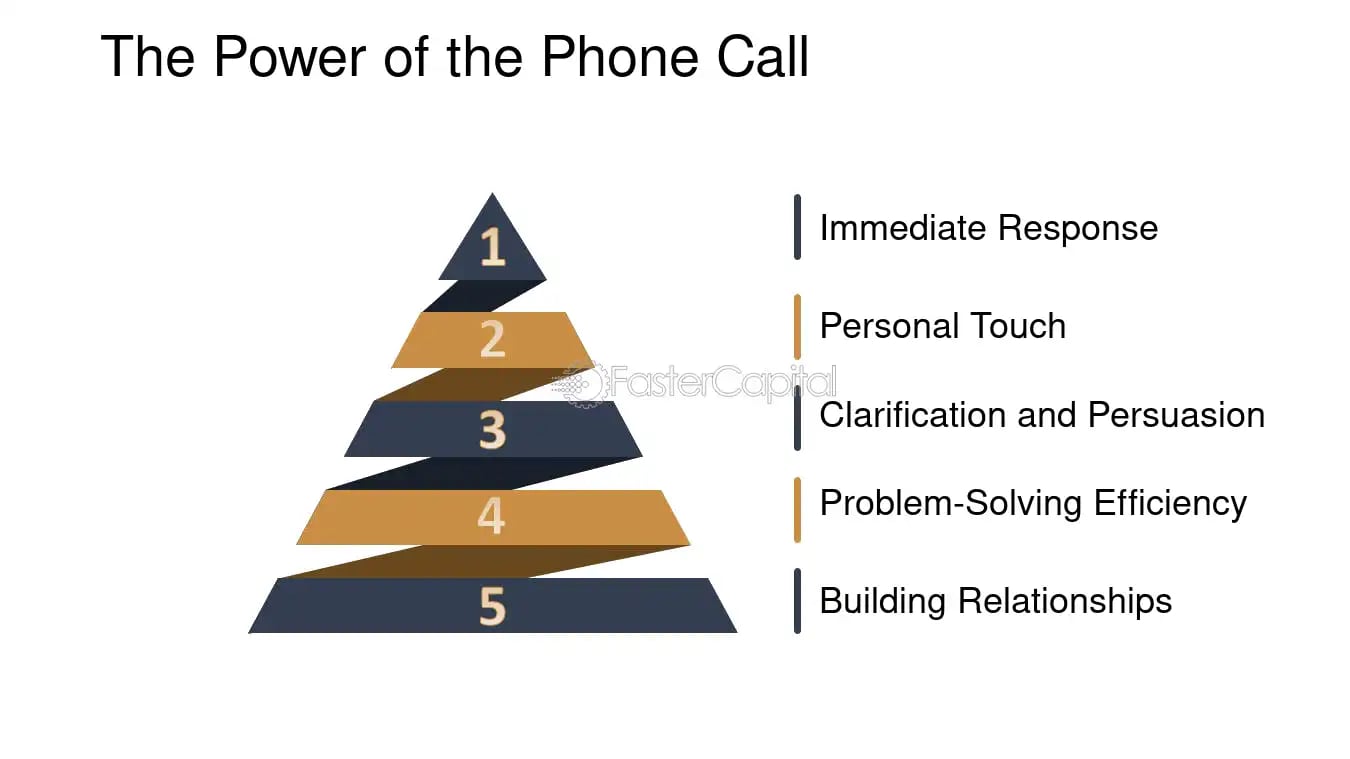 The Power of the Phone Call
1
Immediate Response
2
Personal Touch
FasterCapital
3
Clarification and Persuasion
4
Problem-Solving Efficiency
5
Building Relationships